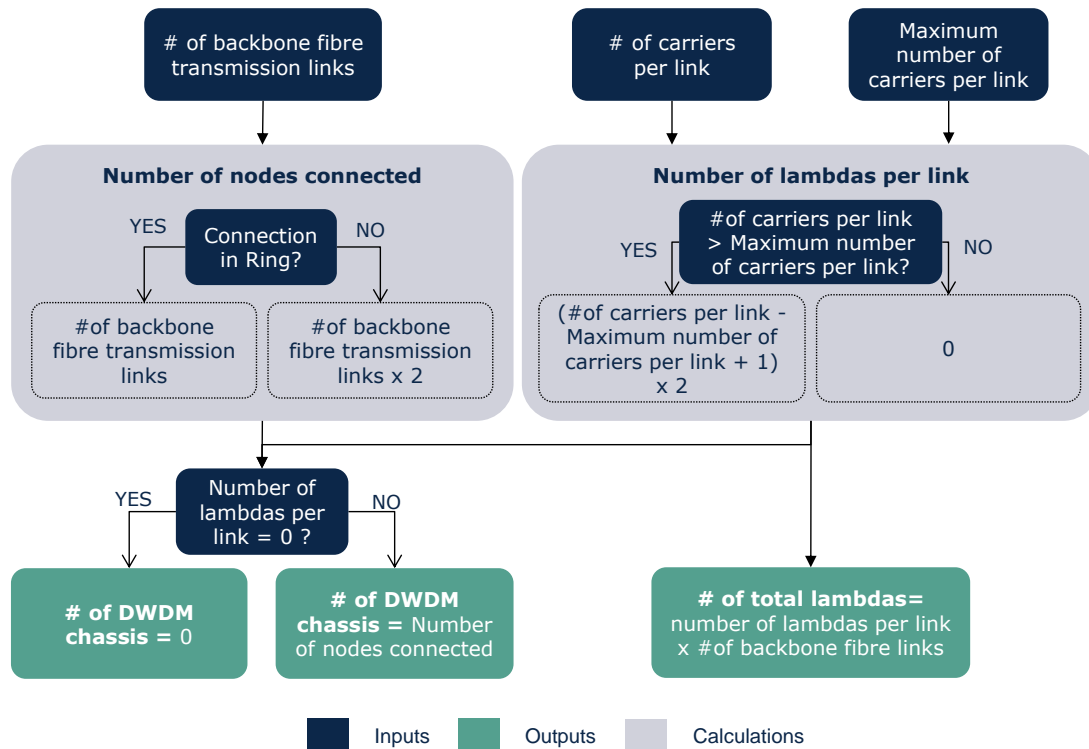 # of backbone fibre
transmission links
# of carriers
per link
Maximum
number of
carriers per link
Number of nodes connected
YES
Connection
in Ring?
NO
#of backbone
fibre transmission
links
#of backbone
fibre transmission
links x 2
Number of lambdas per link
YES
#of carriers per link
> Maximum number
of carriers per link?
NO
(#of carriers per link -
Maximum number of
carriers per link + 1)
x 2
0
YES
Number of
lambdas per
link = 0 ?
NO
# of DWDM
chassis = 0
# of DWDM
chassis = Number
of nodes connected
# of total lambdas=
number of lambdas per link
x #of backbone fibre links
Inputs
Outputs
Calculations